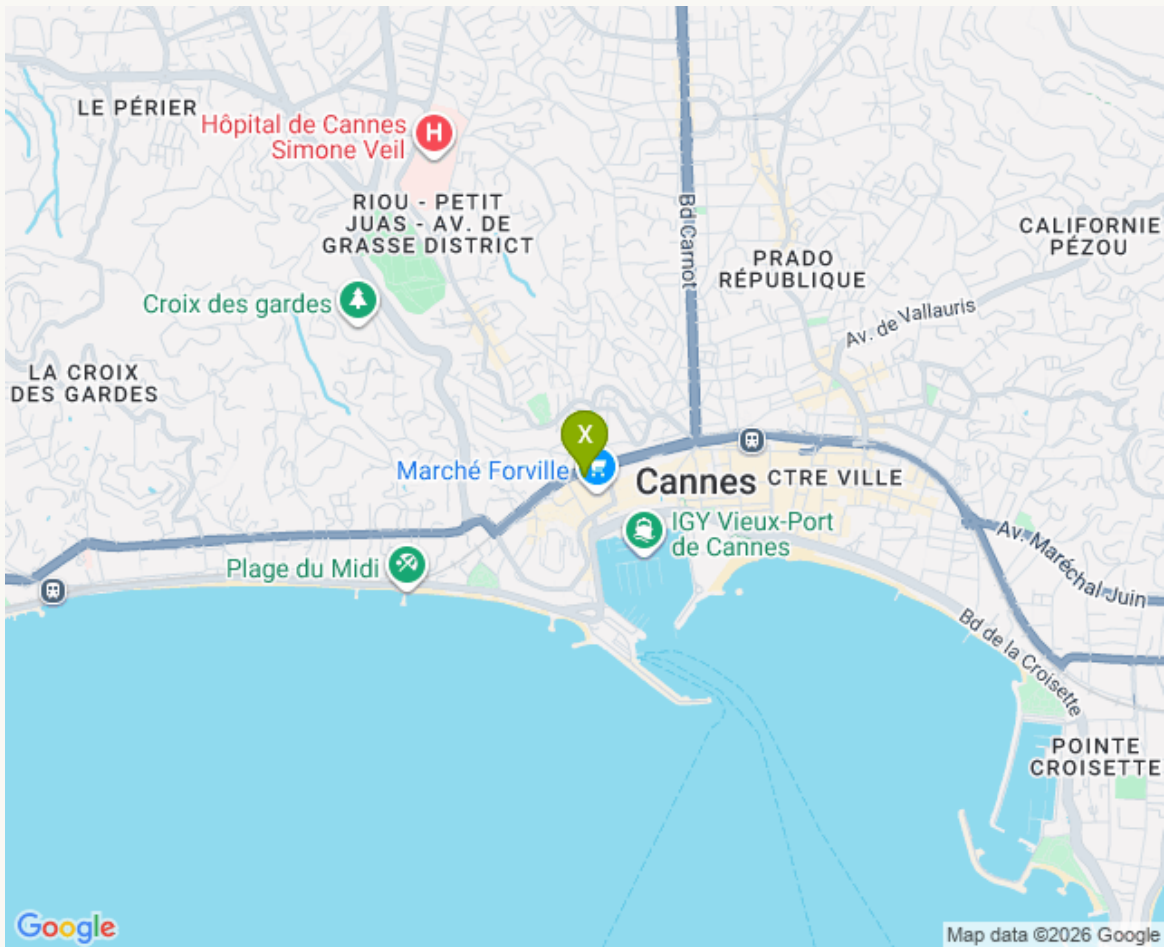 LE PÉRIER
Hôpital de Cannes
Simone Veil
H
RIOU - PETIT
JUAS - AV. DE
GRASSE DISTRICT
Bd Carnot
CALIFORNIE
PÉZOU
PRADO
RÉPUBLIQUE
Croix des gardes
Av. de Vallauris
LA CROIX
DES GARDES
X
Marché Forville
Cannes
CTRE VILLE
IGY Vieux-Port
de Cannes
Av. Maréchal Juin
Plage du Midi
Bd de la Croisette
POINTE
CROISETTE
Google
Map data ©2026 Google